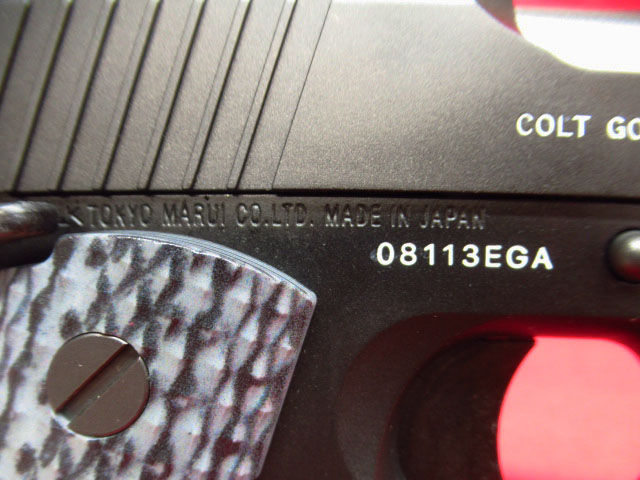 COLT GO
TOKYO MARUI CO.LTD. MADE IN JAPAN
08113EGA